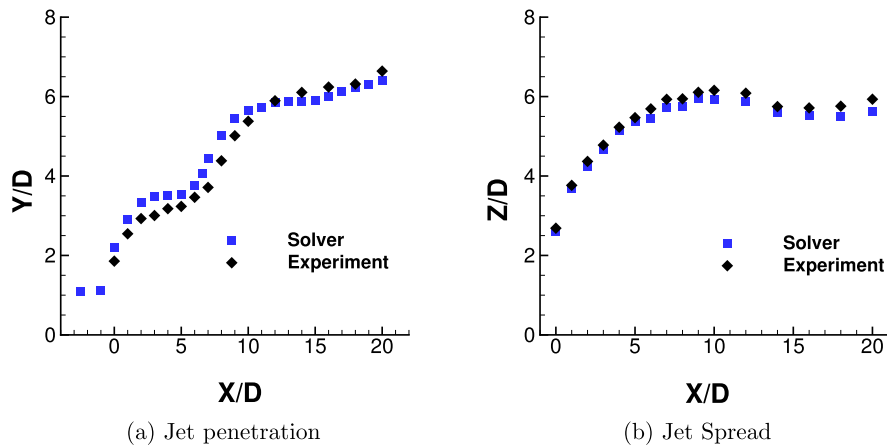 8
6
4
2
0
Y/D
0 5 10 15 20
X/D
Solver
Experiment
(a) Jet penetration
8
6
4
2
0
Z/D
0 5 10 15 20
X/D
Solver
Experiment
(b) Jet Spread